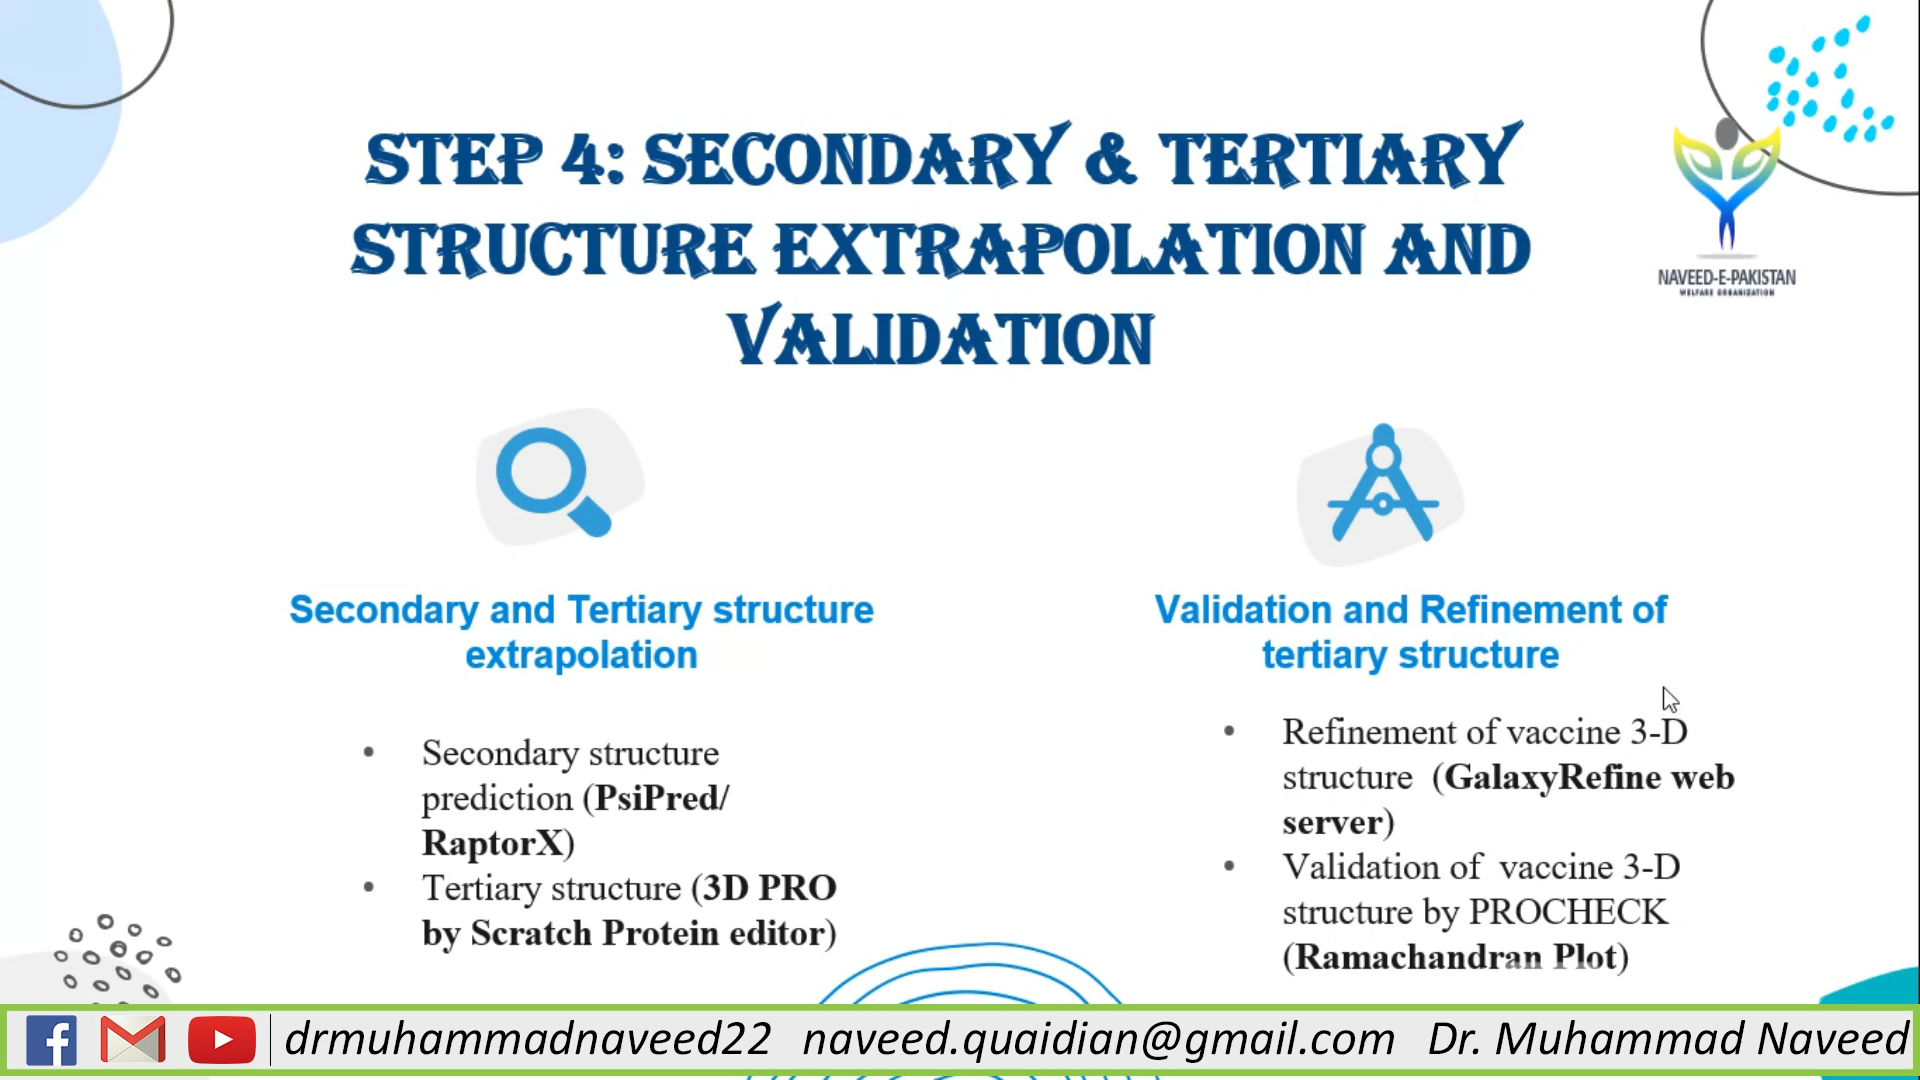 STEP 4: SECONDARY & TERTIARY
STRUCTURE EXTRAPOLATION AND
VALIDATION
NAVEED-E-PAKISTAN
WELFARE ORGANIZATION
Secondary and Tertiary structure
extrapolation
• Secondary structure
prediction (PsiPred/
RaptorX)
• Tertiary structure (3D PRO
by Scratch Protein editor)
Validation and Refinement of
tertiary structure
• Refinement of vaccine 3-D
structure (GalaxyRefine web
server)
• Validation of vaccine 3-D
structure by PROCHECK
(Ramachandran Plot)
drmuhammadnaveed22 naveed.quaidian@gmail.com Dr. Muhammad Naveed